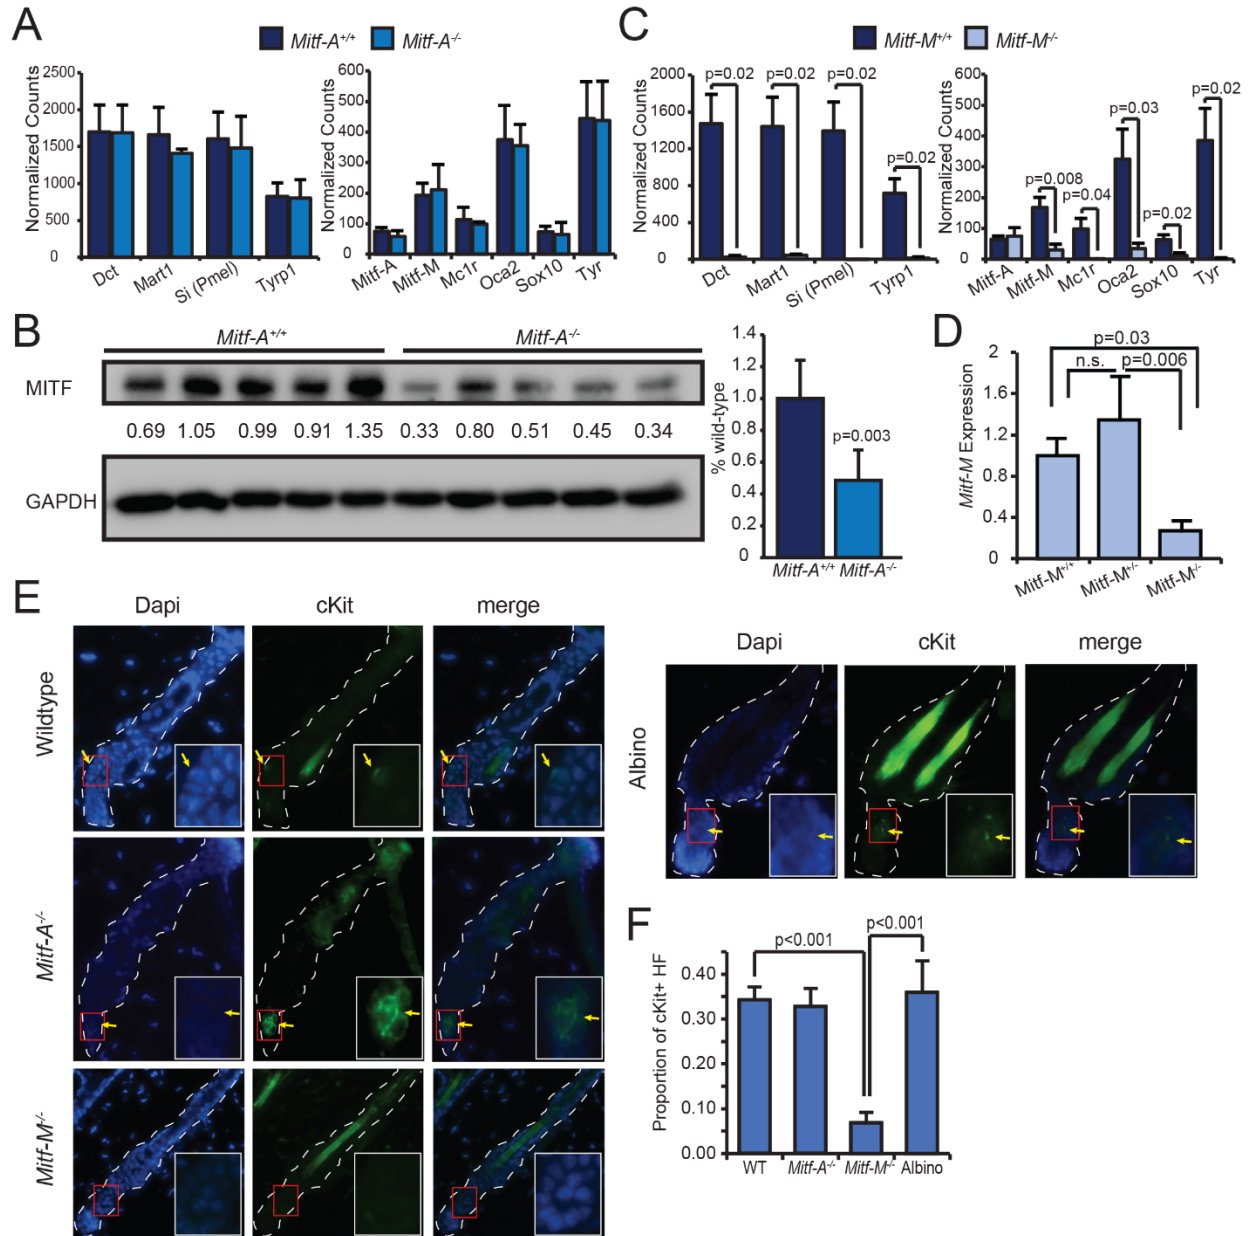 A
Mitf-A+/+ Mitf-A-/-
Normalized Counts
2500
2000
1500
1000
500
0
Dct Mart1 Si (Pmel) Tyrp1
Normalized Counts
600
400
300
200
100
0
Mitf-A Mitf-M Mc1r Oca2 Sox10 Tyr
C
Mitf-M+/+ Mitf-M-/-
Normalized Counts
2000
1600
1200
800
400
0
p=0.02 p=0.02 p=0.02
p=0.02
Dct Mart1 Si (Pmel) Tyrp1
Normalized Counts
600
500
400
300
200
100
0
p=0.008 p=0.04 p=0.03 p=0.02 p=0.02
Mitf-A Mitf-M Mc1r Oca2 Sox10 Tyr
B
Mitf-A+/+ Mitf-A-/-
MITF
0.69 1.05 0.99 0.91 1.35 0.33 0.80 0.51 0.45 0.34
GAPDH
% wild-type
1.4
1.2
1.0
0.8
0.6
0.4
0.2
0
p=0.003
Mitf-A+/+ Mitf-A-/-
D
Mitf-M Expression
2
1.6
1.2
0.8
0.4
0
p=0.03
n.s. p=0.006
Mitf-M+/+ Mitf-M+/- Mitf-M-/-
E
Dapi cKit merge
Wildtype
Mitf-A-/-
Mitf-M-/-
Dapi cKit merge
Albino
F
Proportion of cKit+ HF
0.40
0.30
0.20
0.10
0.00
p<0.001
p<0.001
WT Mitf-A-/- Mitf-M-/- Albino